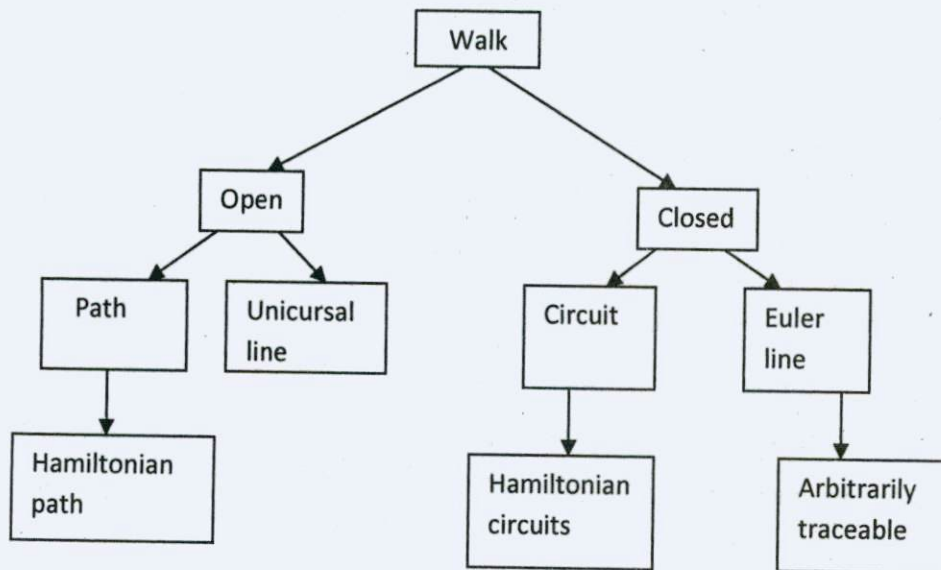 Walk
Open
Closed
Path
Unicursal
line
Circuit
Euler
line
Hamiltonian
path
Hamiltonian
circuits
Arbitrarily
traceable